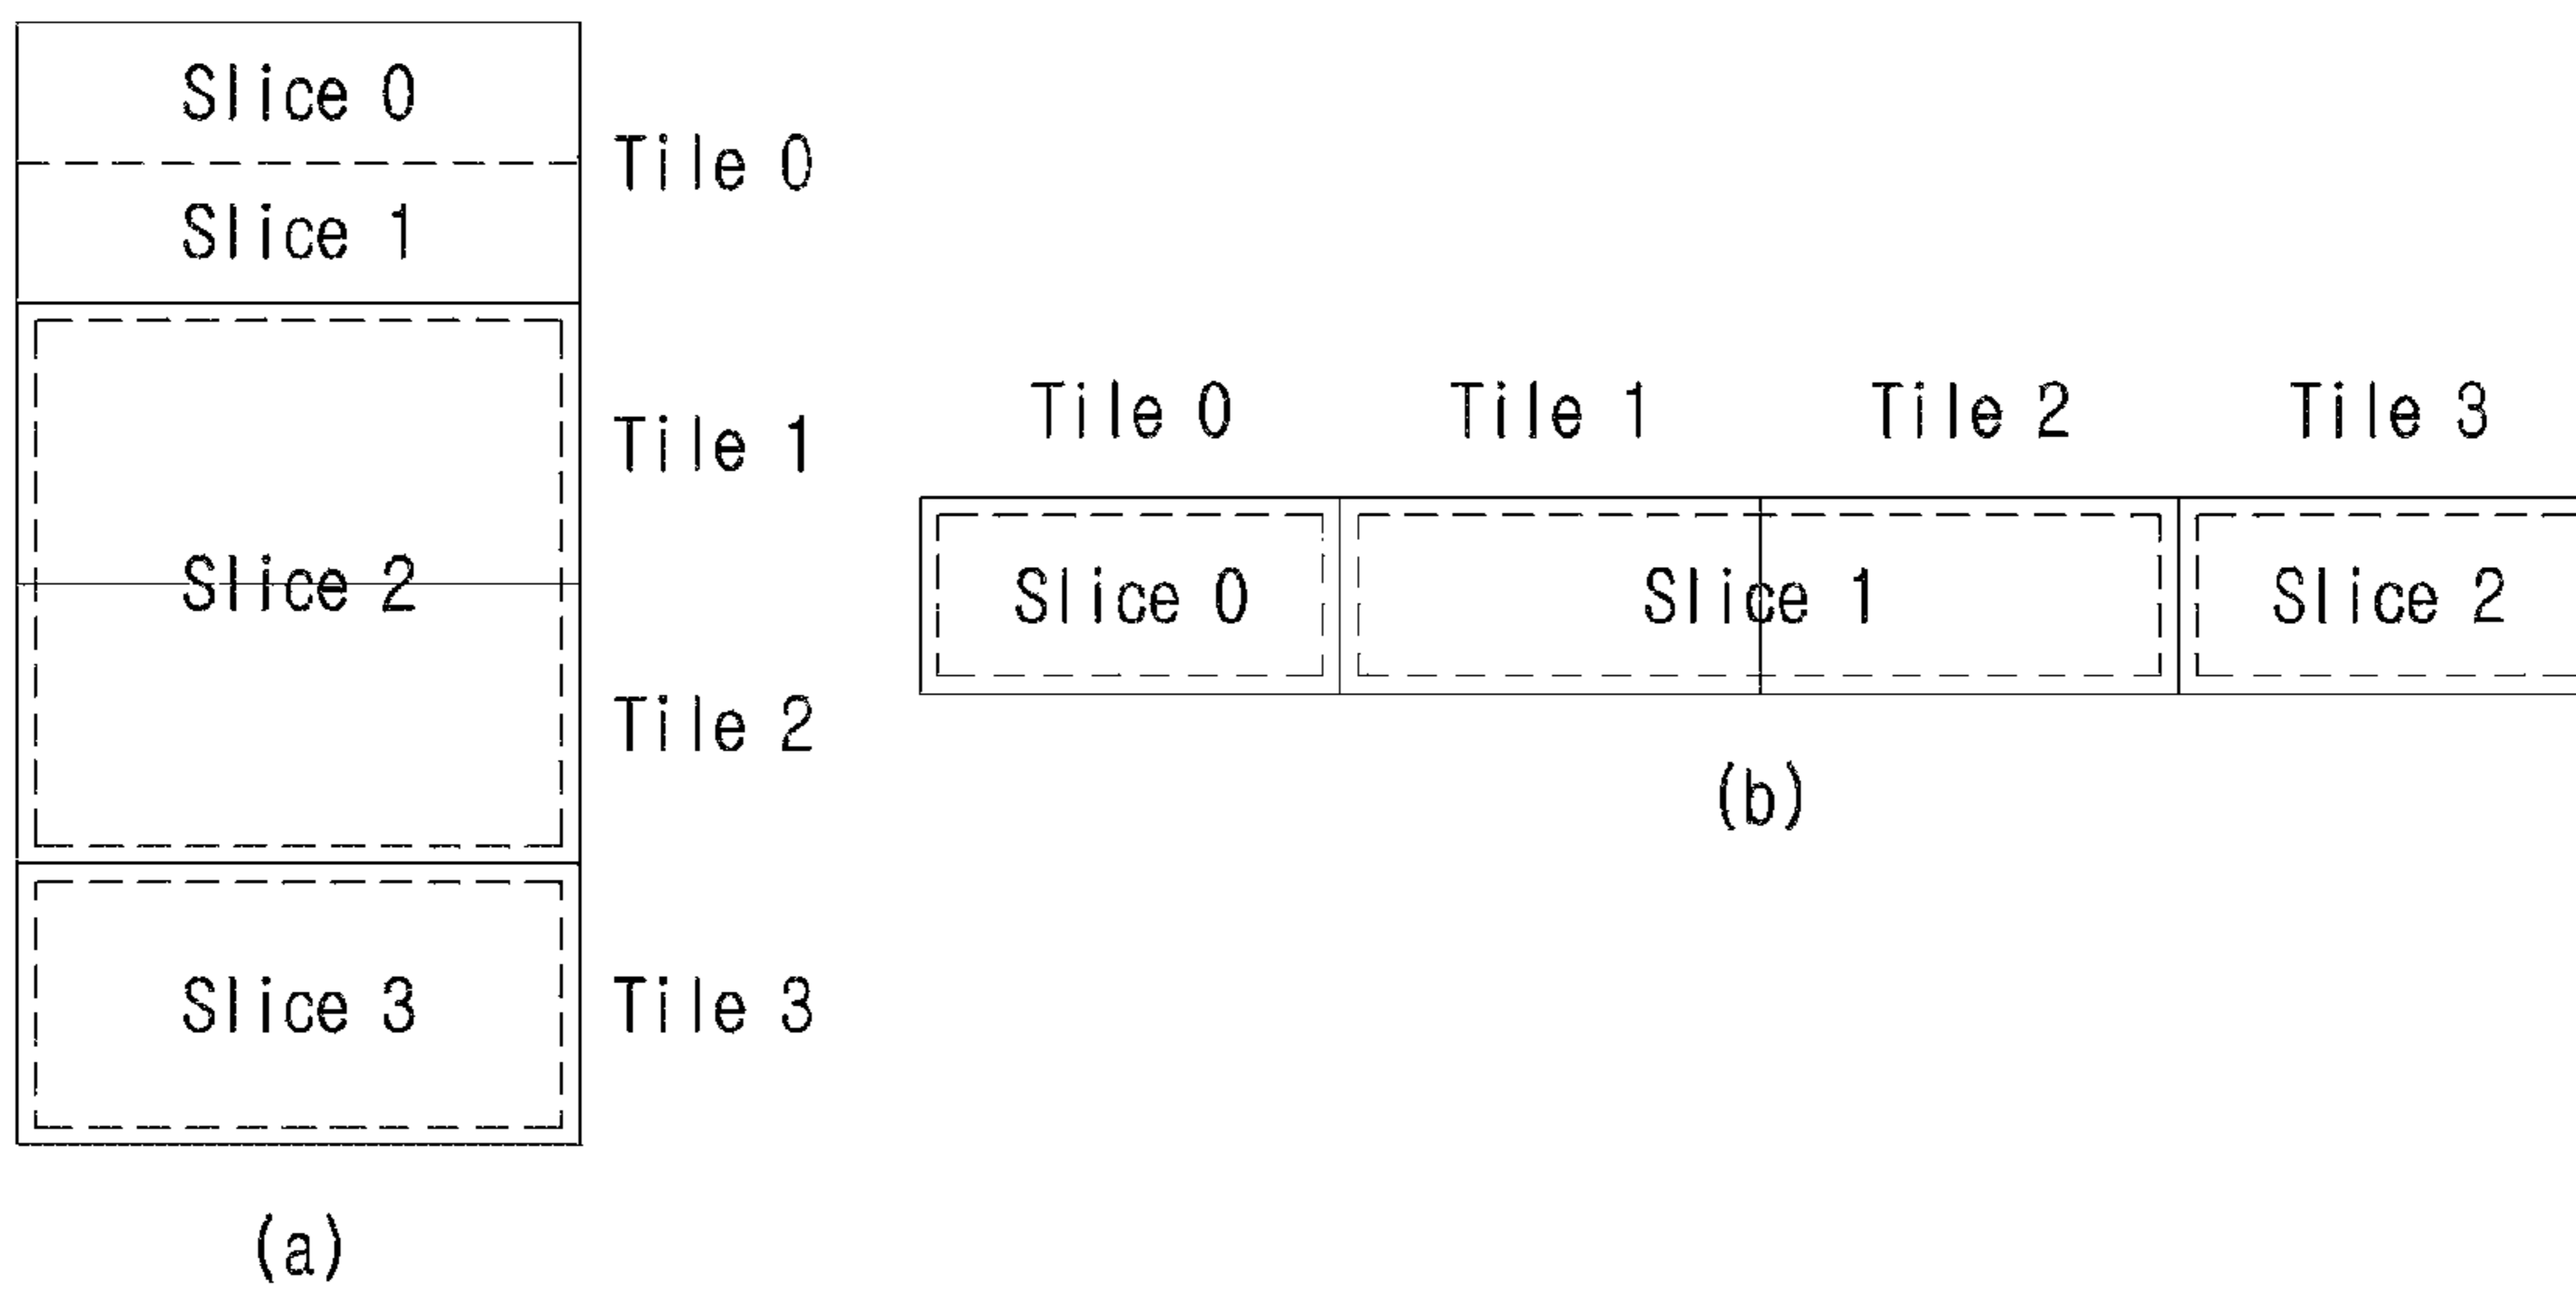 Slice 0
Tile 0
Slice 1
Tile 1
Slice 2
Tile 2
Slice 3
Tile 3
(a)
Tile 0 Tile 1 Tile 2 Tile 3
Slice 0 Slice 1 Slice 2
(b)